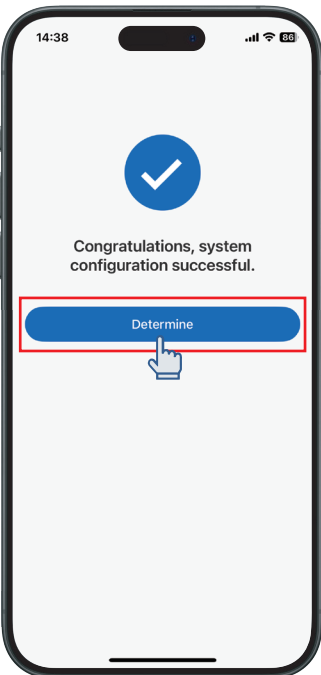 14:38
86
Congratulations, system
configuration successful.
Determine